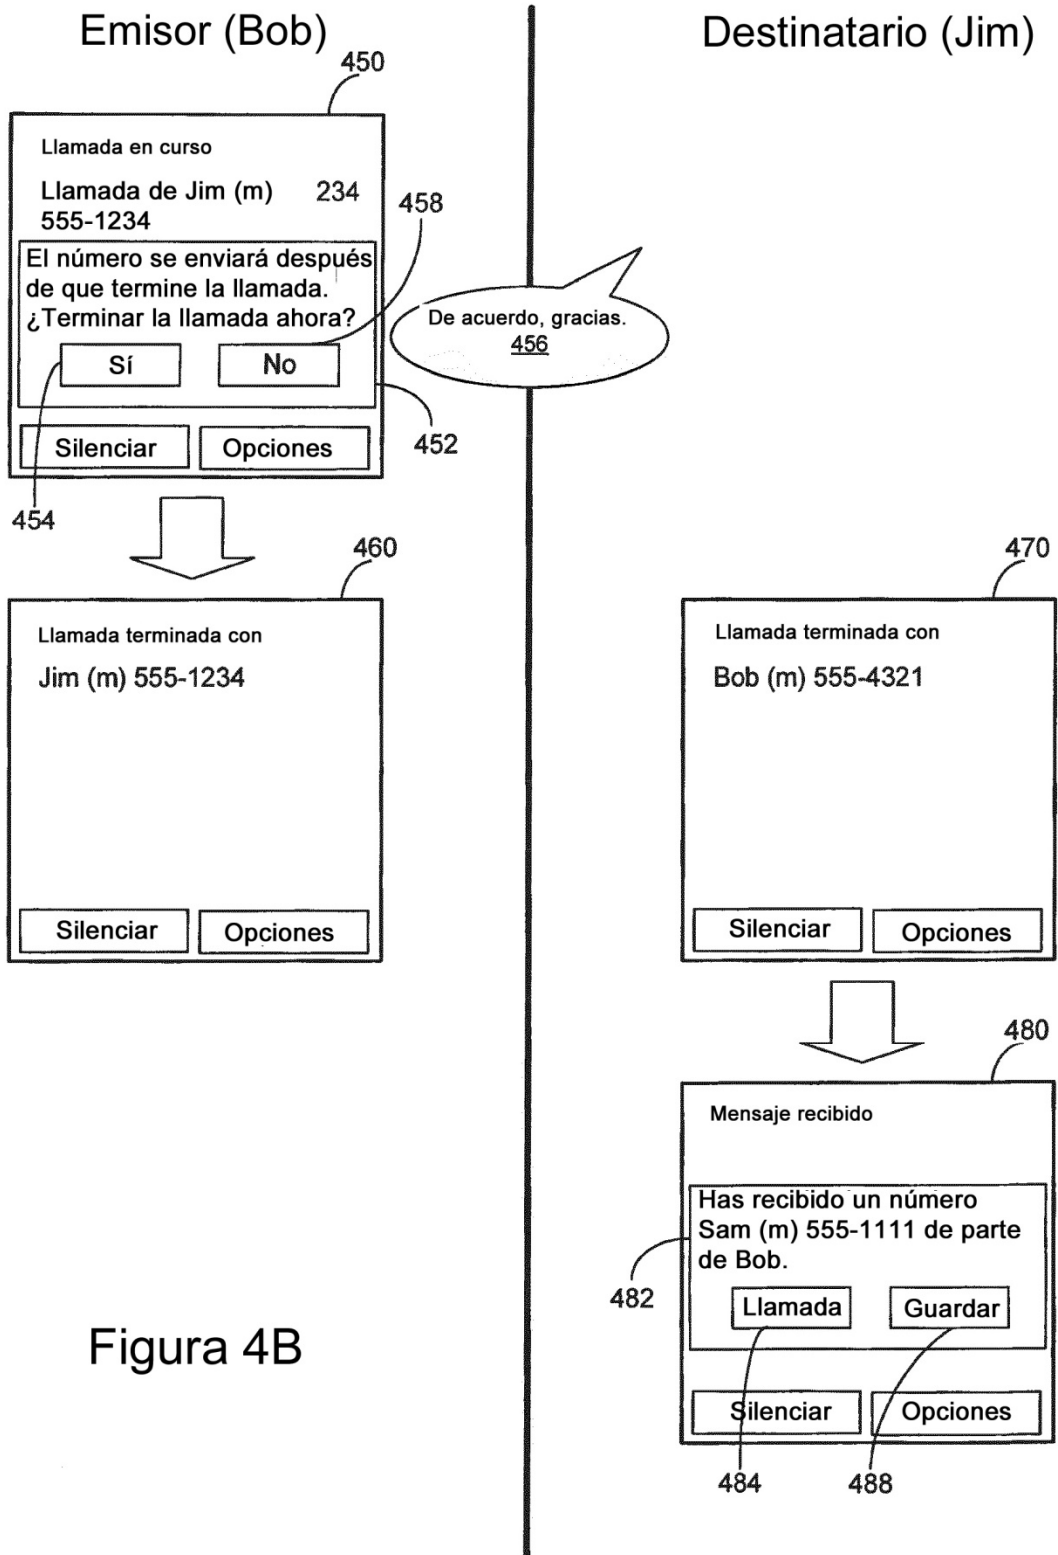 Emisor (Bob)
Destinatario (Jim)
450
Llamada en curso
Llamada de Jim (m) 234
555-1234
458
El número se enviará después
de que termine la llamada.
¿Terminar la llamada ahora?
Sí No
De acuerdo, gracias.
456
452
Silenciar Opciones
454
460
Llamada terminada con
Jim (m) 555-1234
Silenciar Opciones
470
Llamada terminada con
Bob (m) 555-4321
Silenciar Opciones
480
Mensaje recibido
Has recibido un número
Sam (m) 555-1111 de parte
de Bob.
482
Llamada Guardar
Silenciar Opciones
484 488
Figura 4B